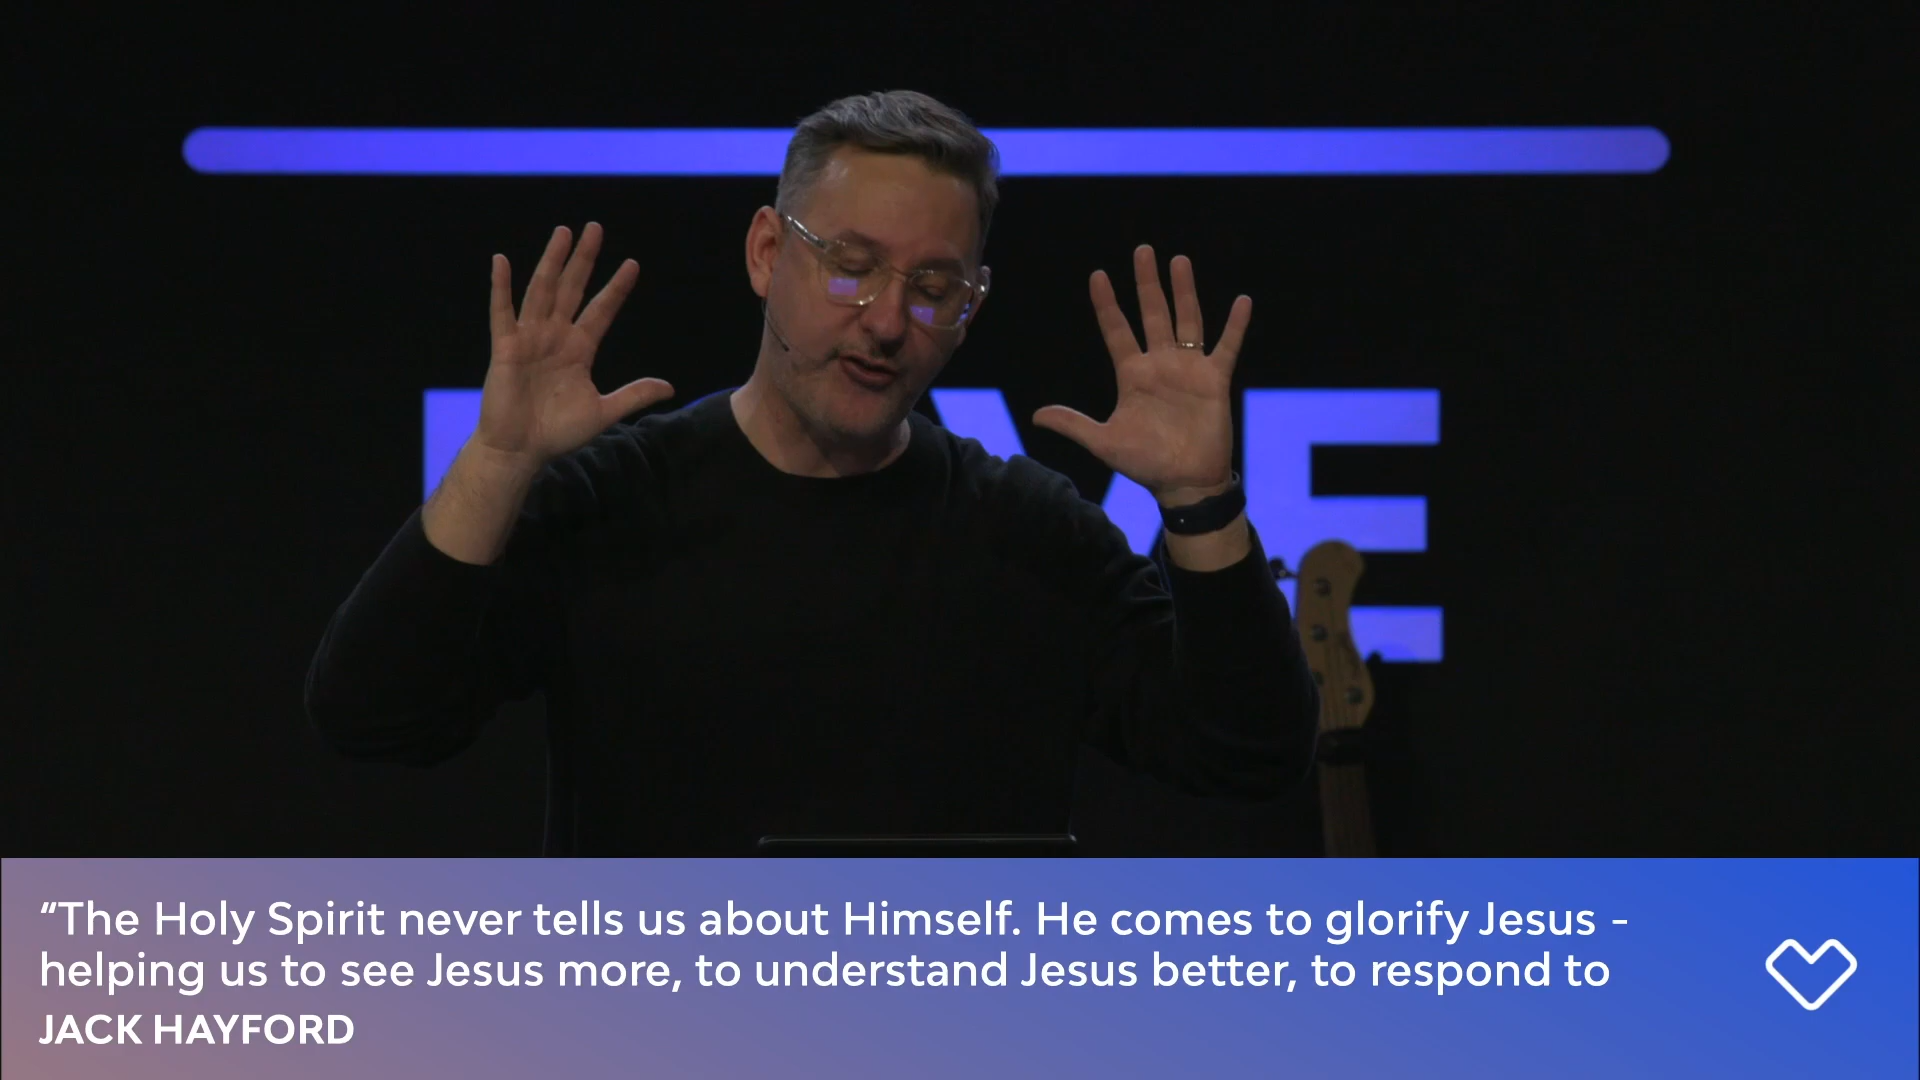 “The Holy Spirit never tells us about Himself. He comes to glorify Jesus -
helping us to see Jesus more, to understand Jesus better, to respond to
JACK HAYFORD